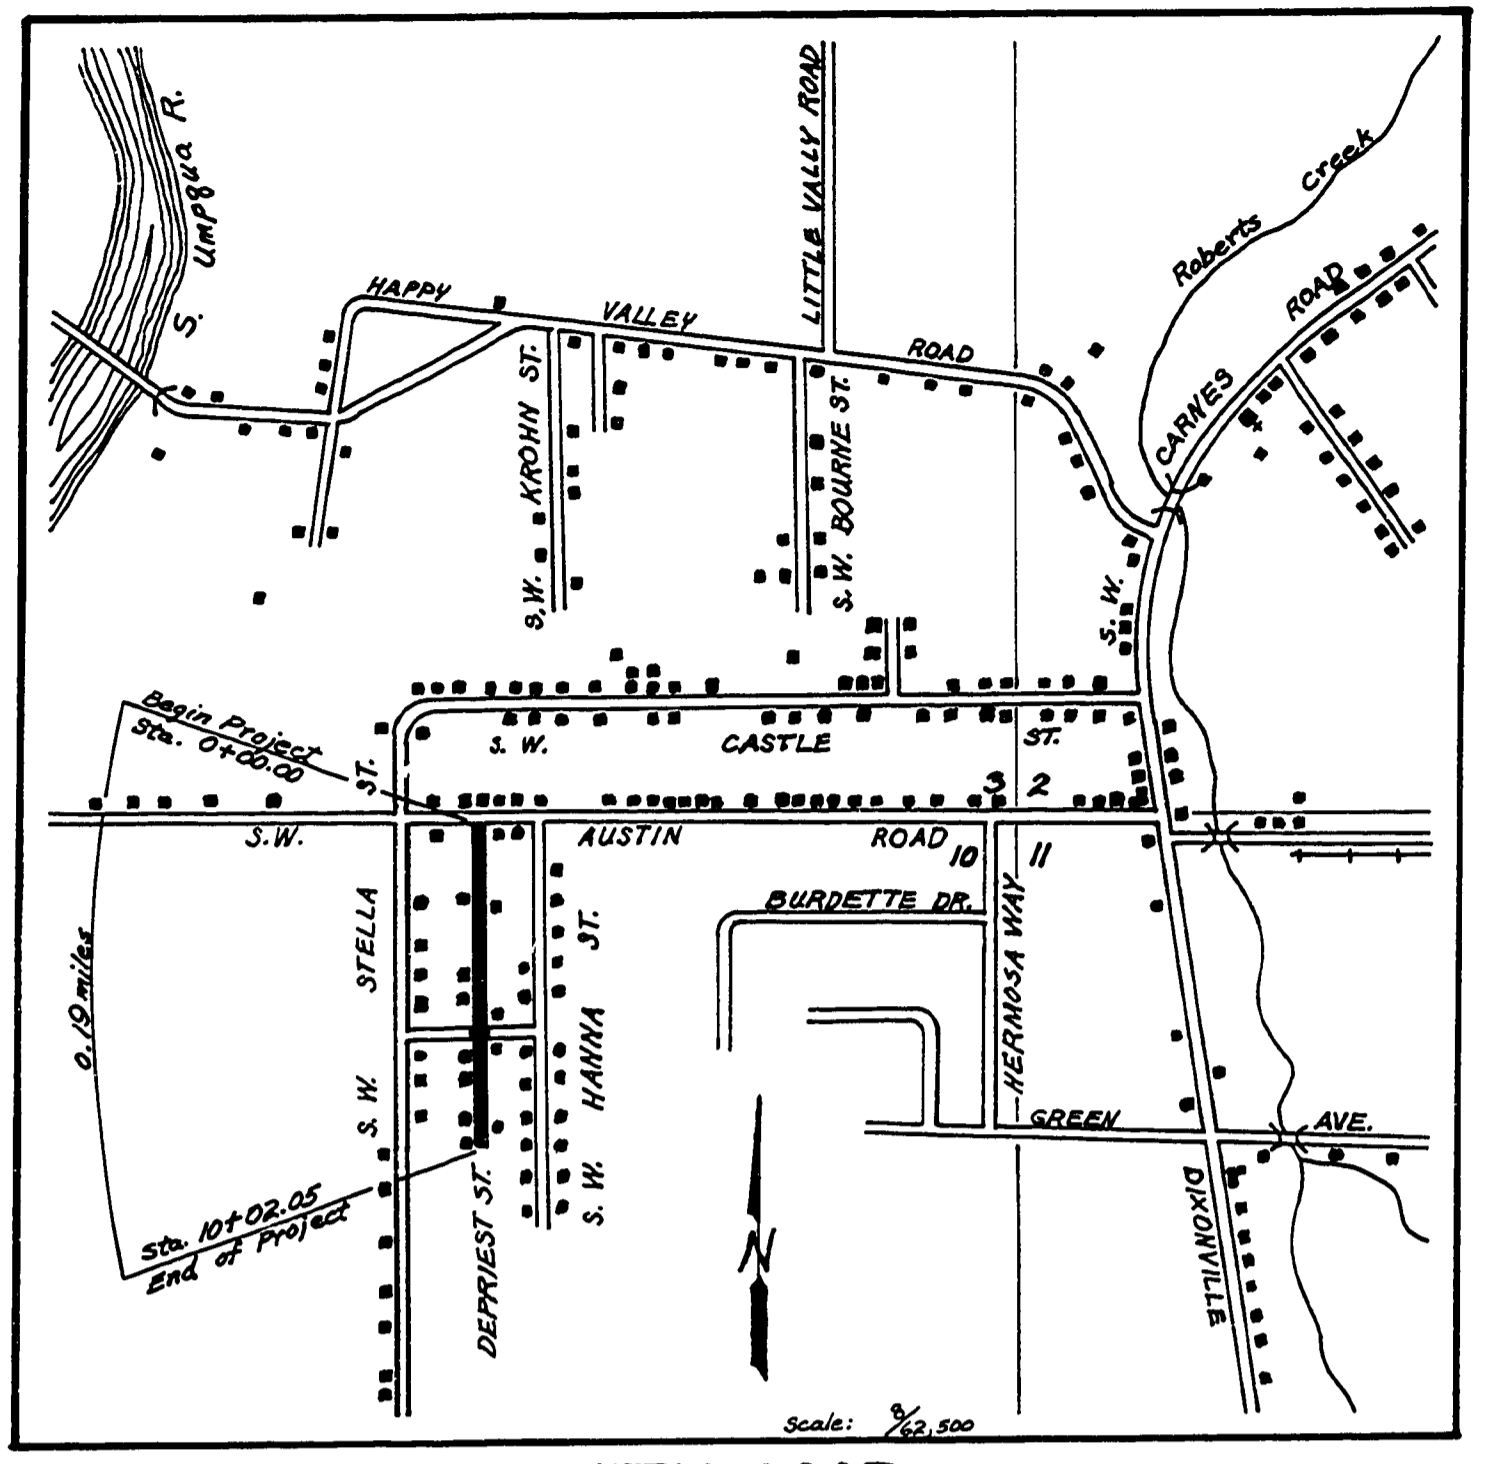 S. Umpqua R.
LITTLE VALLY ROAD
Roberts Creek
HAPPY VALLEY ROAD
CARNES ROAD
S.W. KROHN ST.
S.W. BOURNE ST.
S. W.
Begin Project
Sta. 0+00.00
S. W. CASTLE ST.
3 2
S.W. AUSTIN ROAD
10 11
S. W. STELLA ST.
BURDETTE DR.
0.19 miles
S. W. HANNA ST.
HERMOSA WAY
GREEN AVE.
Sta. 10+02.05
End of Project
DEPRIEST ST.
DIXONVILLE
N
Scale: 8/62,500